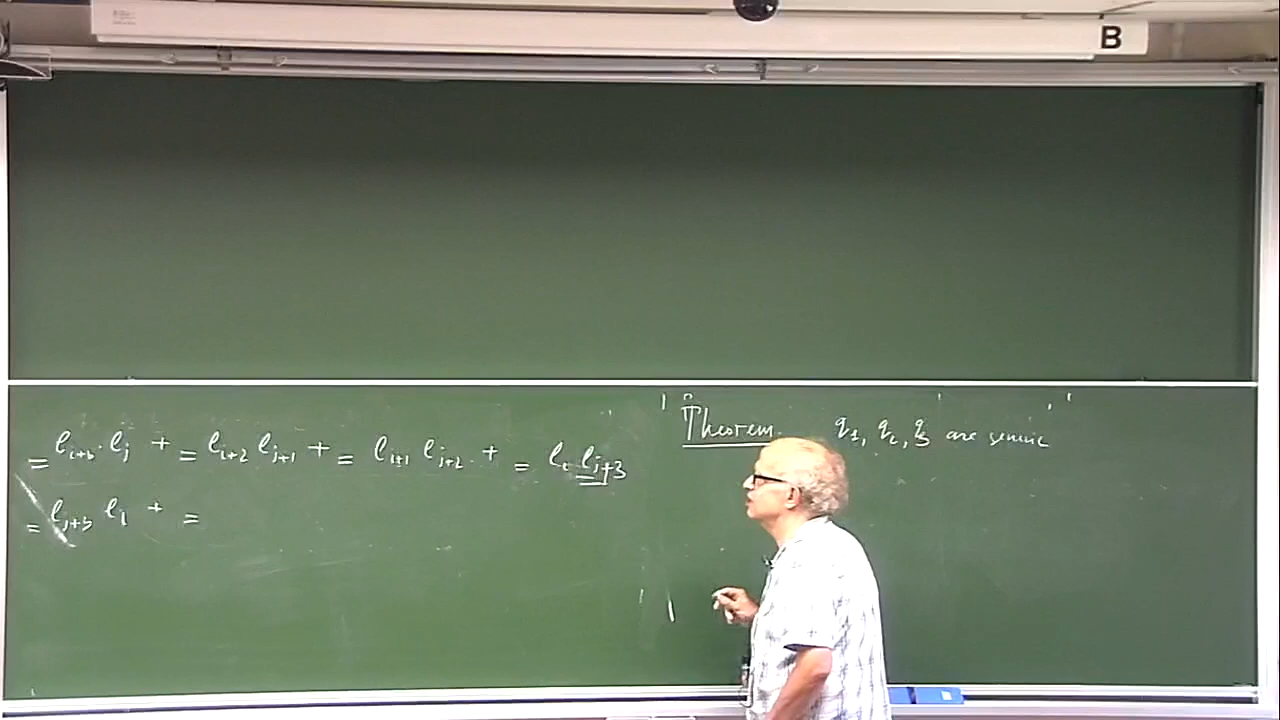 B
= l_{i+3} · l_j + = l_{i+2} l_{j+1} + = l_{i+1} l_{j+2} + = l_i l_{j+3}
= l_{i+3} l_j + =
Theorem. q_1, q_2, q_3 are